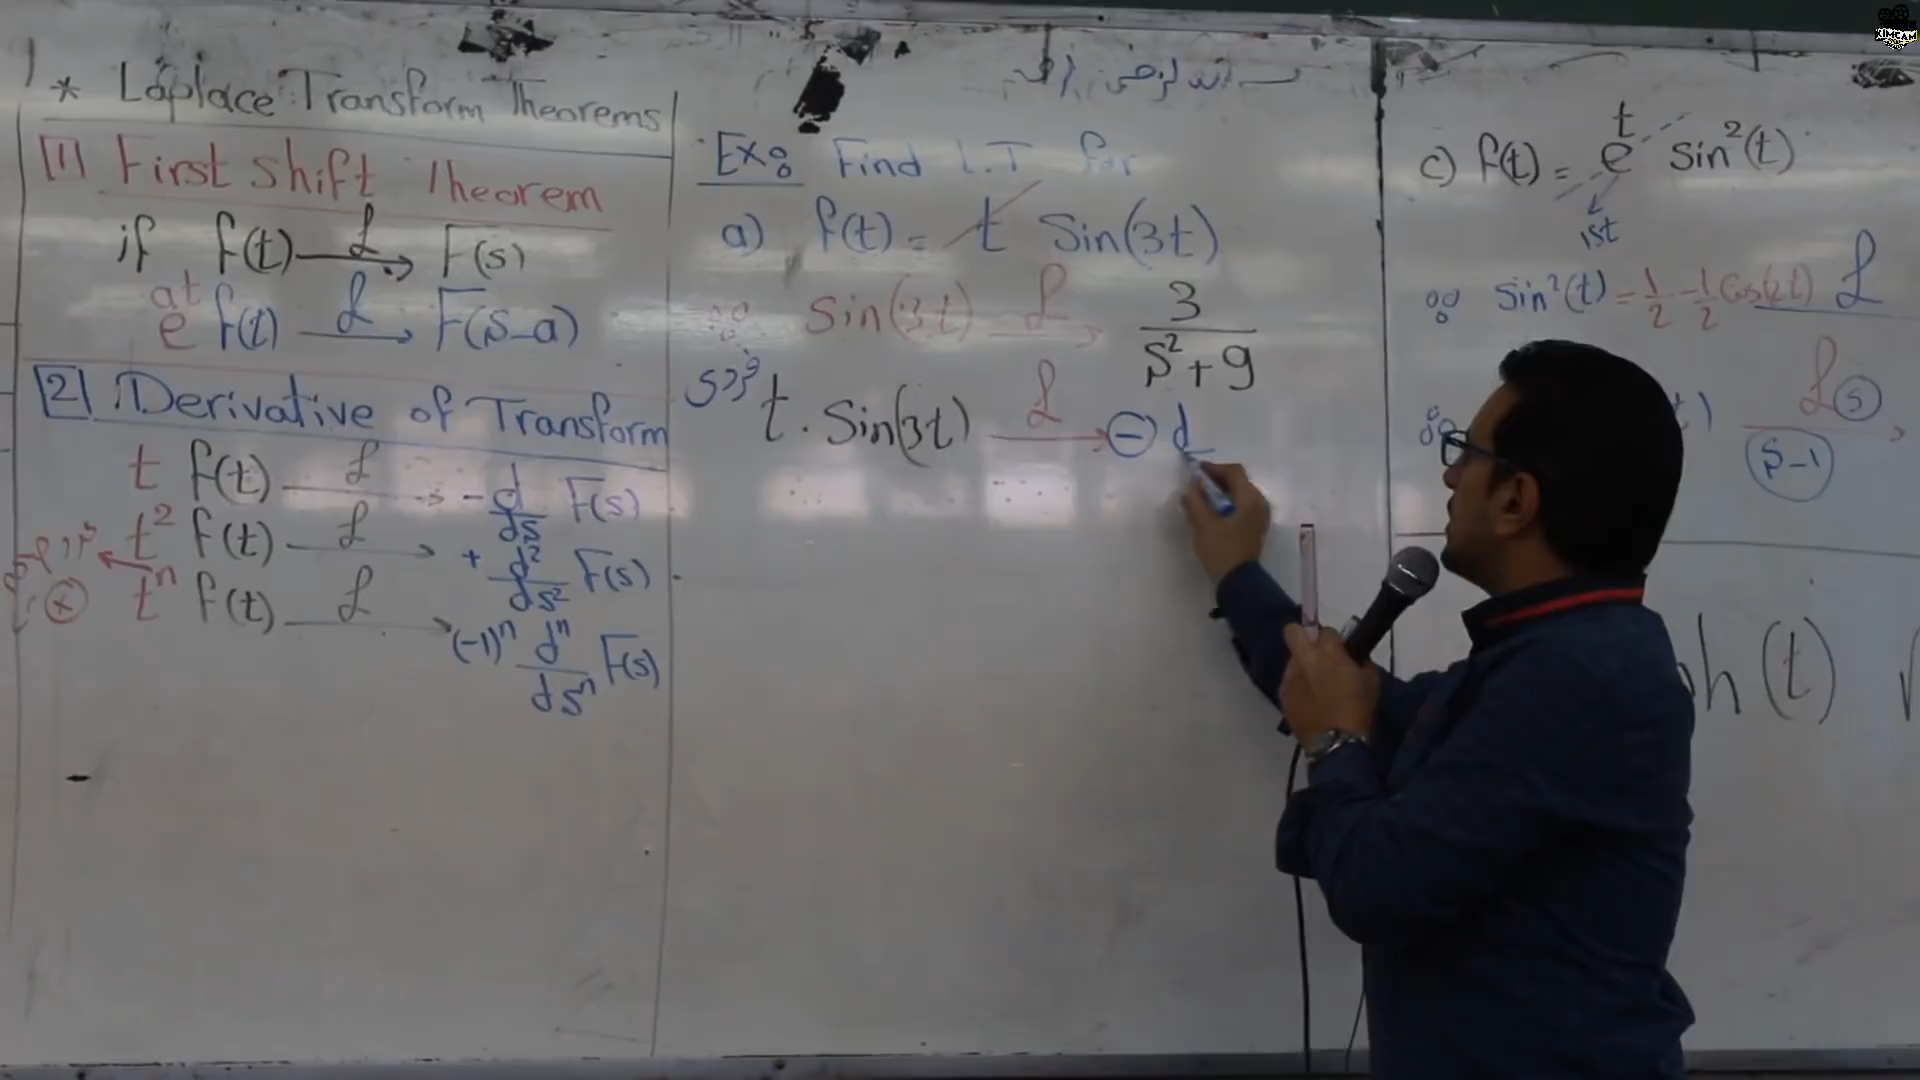 * Laplace Transform Theorems
[1] First Shift Theorem
if f(t) ℒ→ F(s)
e^{at} f(t) ℒ→ F(s-a)
[2] Derivative of Transform
t f(t) ℒ→ - d/ds F(s)
t² f(t) ℒ→ + d²/ds² F(s)
tⁿ f(t) ℒ→ (-1)ⁿ dⁿ/dsⁿ F(s)
Ex: Find L.T for
a) f(t) = t Sin(3t)
∵ Sin(3t) ℒ→ 3/(s²+9)
t . Sin(3t) ℒ→ ⊖ d
c) f(t) = e^t Sin²(t)
1st
∵ Sin²(t) = 1/2 - 1/2 Cos(2t) ℒ
t) ℒ→ s
s-1
h(t)
KIMCAM